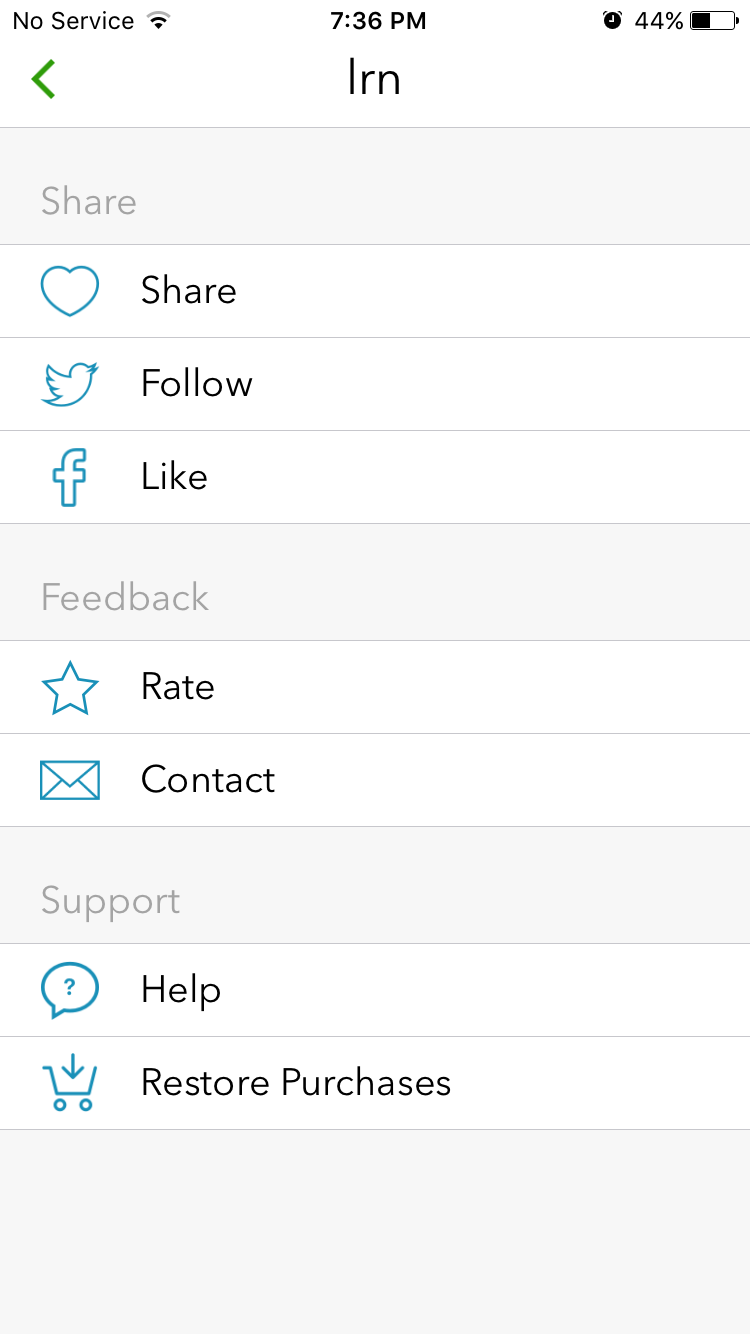 No Service 7:36 PM 44%
lrn
Share
Share
Follow
Like
Feedback
Rate
Contact
Support
? Help
Restore Purchases